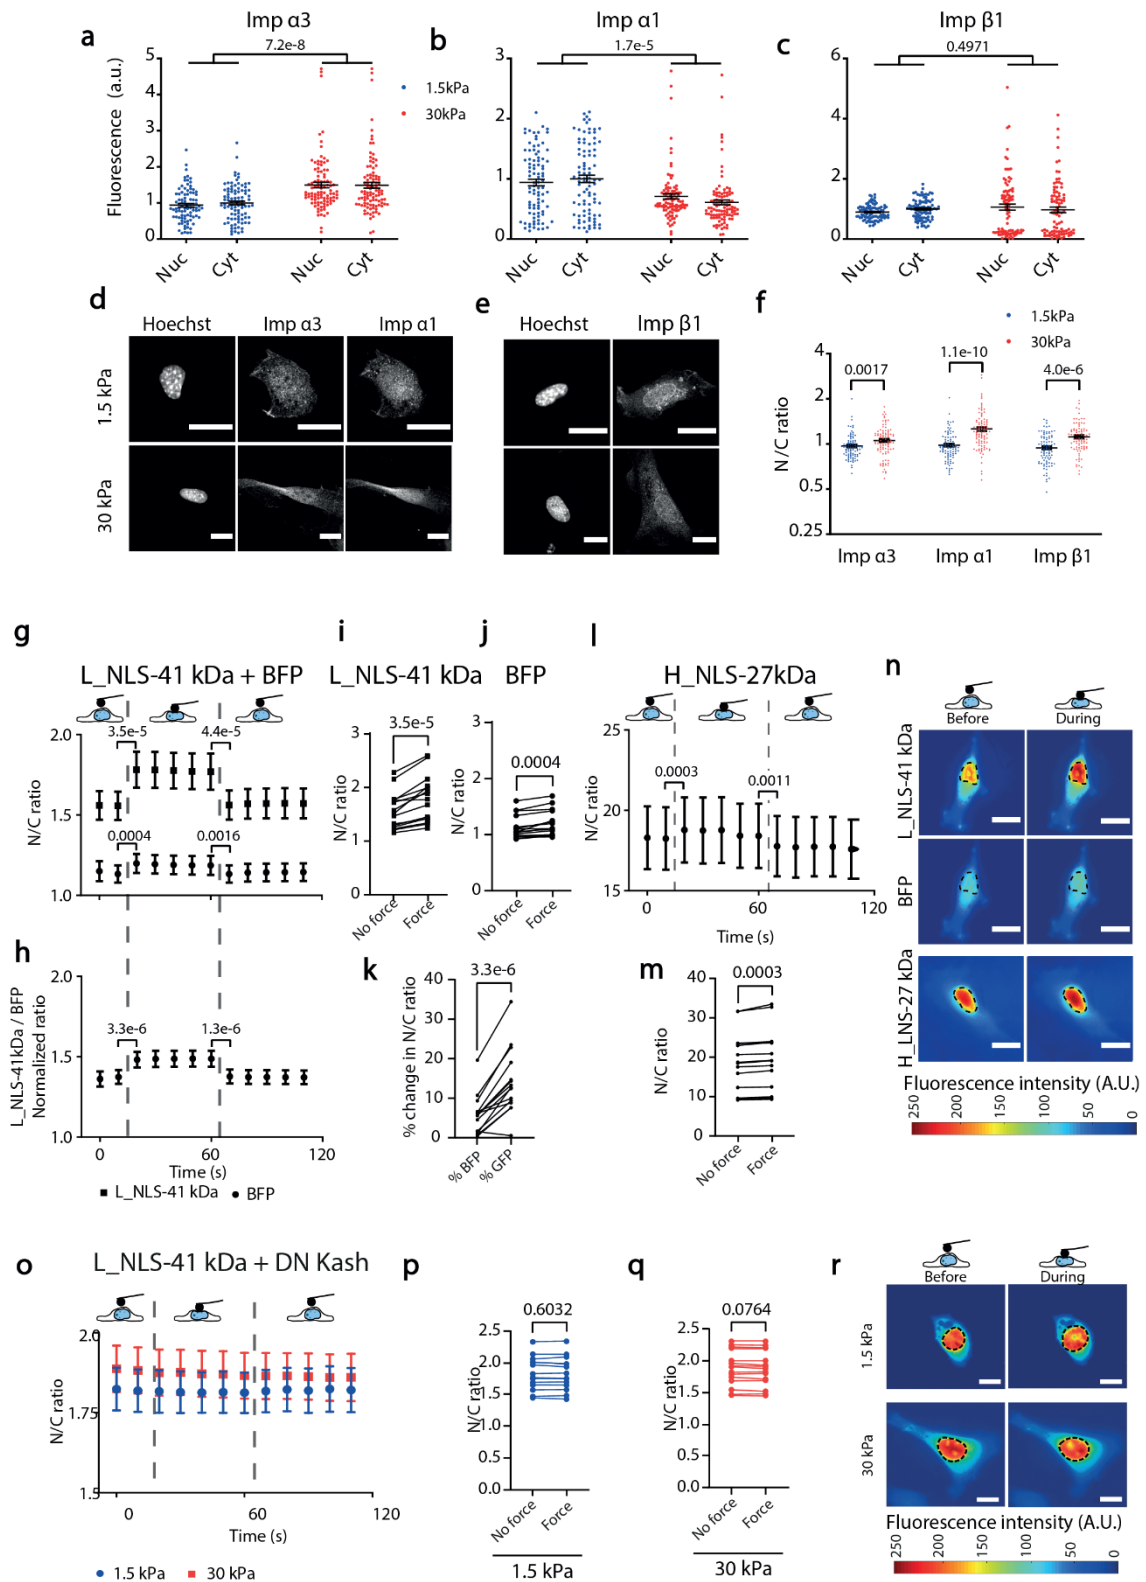 Imp α3
Imp α1
Imp β1
a
b
c
7.2e-8
1.7e-5
0.4971
Fluorescence (a.u.)
5
4
3
2
1
0
1.5kPa
30kPa
3
2
1
0
6
4
2
0
Nuc
Cyt
Nuc
Cyt
Nuc
Cyt
Nuc
Cyt
Nuc
Cyt
Nuc
Cyt
d
Hoechst
Imp α3
Imp α1
1.5 kPa
30 kPa
e
Hoechst
Imp β1
f
1.5kPa
30kPa
N/C ratio
4
2
1
0.5
0.25
0.0017
1.1e-10
4.0e-6
Imp α3
Imp α1
Imp β1
g
L_NLS-41 kDa + BFP
N/C ratio
2.0
1.5
1.0
3.5e-5
4.4e-5
0.0004
0.0016
h
L_NLS-41kDa / BFP
Normalized ratio
2.0
1.5
1.0
3.3e-6
1.3e-6
0
60
120
Time (s)
L_NLS-41 kDa
BFP
i
L_NLS-41 kDa
3.5e-5
N/C ratio
3
2
1
0
No force
Force
j
BFP
0.0004
N/C ratio
3
2
1
0
No force
Force
k
3.3e-6
% change in N/C ratio
40
30
20
10
0
% BFP
% GFP
l
H_NLS-27kDa
N/C ratio
25
20
15
0.0003
0.0011
0
60
120
Time (s)
m
0.0003
N/C ratio
40
30
20
10
0
No force
Force
n
Before
During
L_NLS-41 kDa
BFP
H_LNS-27 kDa
Fluorescence intensity (A.U.)
250
200
150
100
50
0
o
L_NLS-41 kDa + DN Kash
N/C ratio
2.0
1.75
1.5
0
60
120
Time (s)
1.5 kPa
30 kPa
p
0.6032
N/C ratio
2.5
2.0
1.5
1.0
0.5
0.0
No force
Force
1.5 kPa
q
0.0764
N/C ratio
2.5
2.0
1.5
1.0
0.5
0.0
No force
Force
30 kPa
r
Before
During
1.5 kPa
30 kPa
Fluorescence intensity (A.U.)
250
200
150
100
50
0